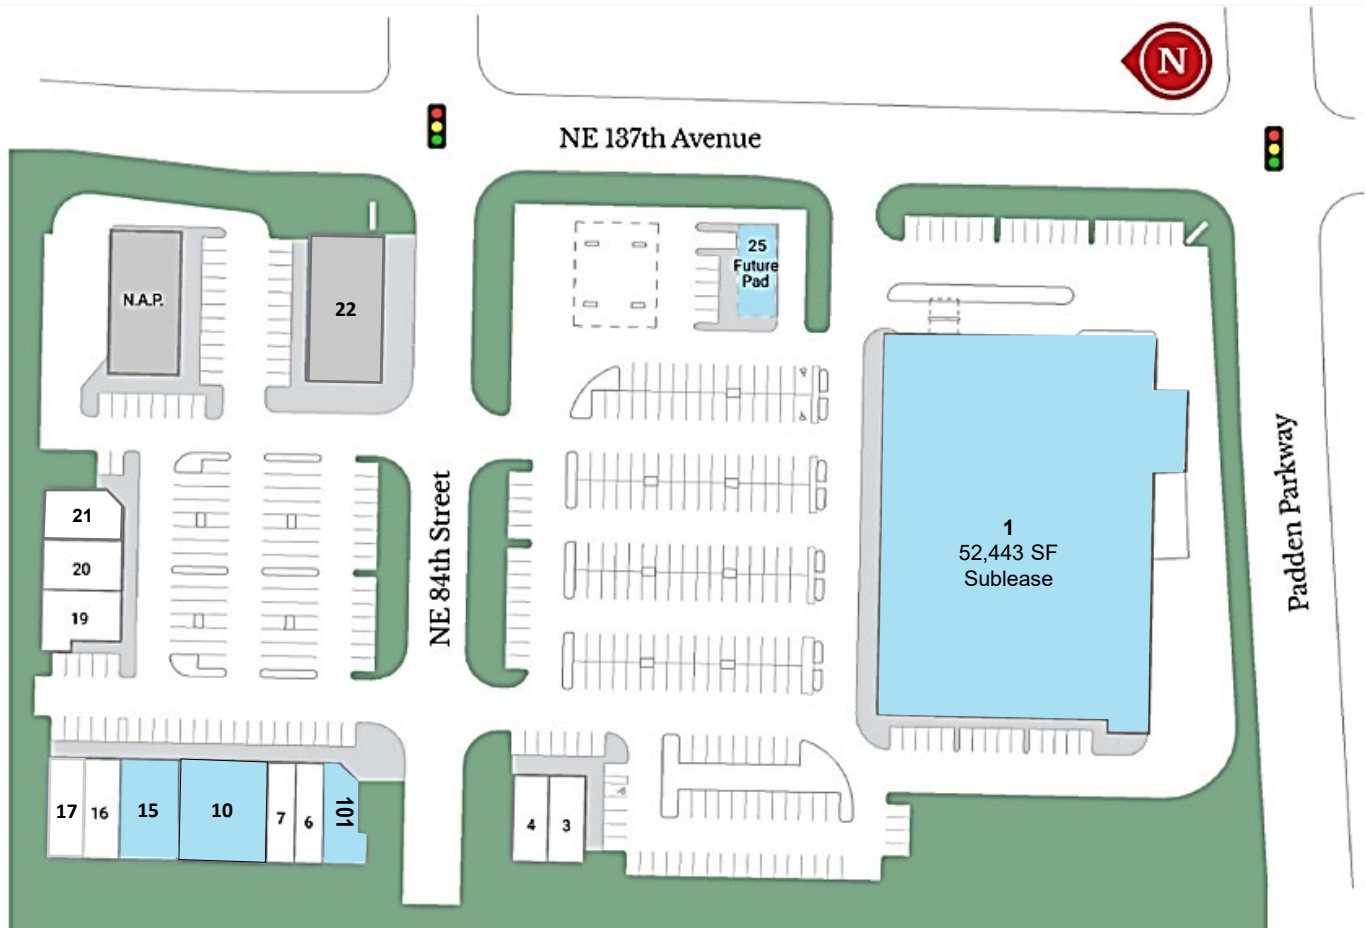 N
NE 137th Avenue
25
Future
Pad
N.A.P.
22
21
20
19
NE 84th Street
1
52,443 SF
Sublease
Padden Parkway
17
16
15
10
7
6
101
4
3